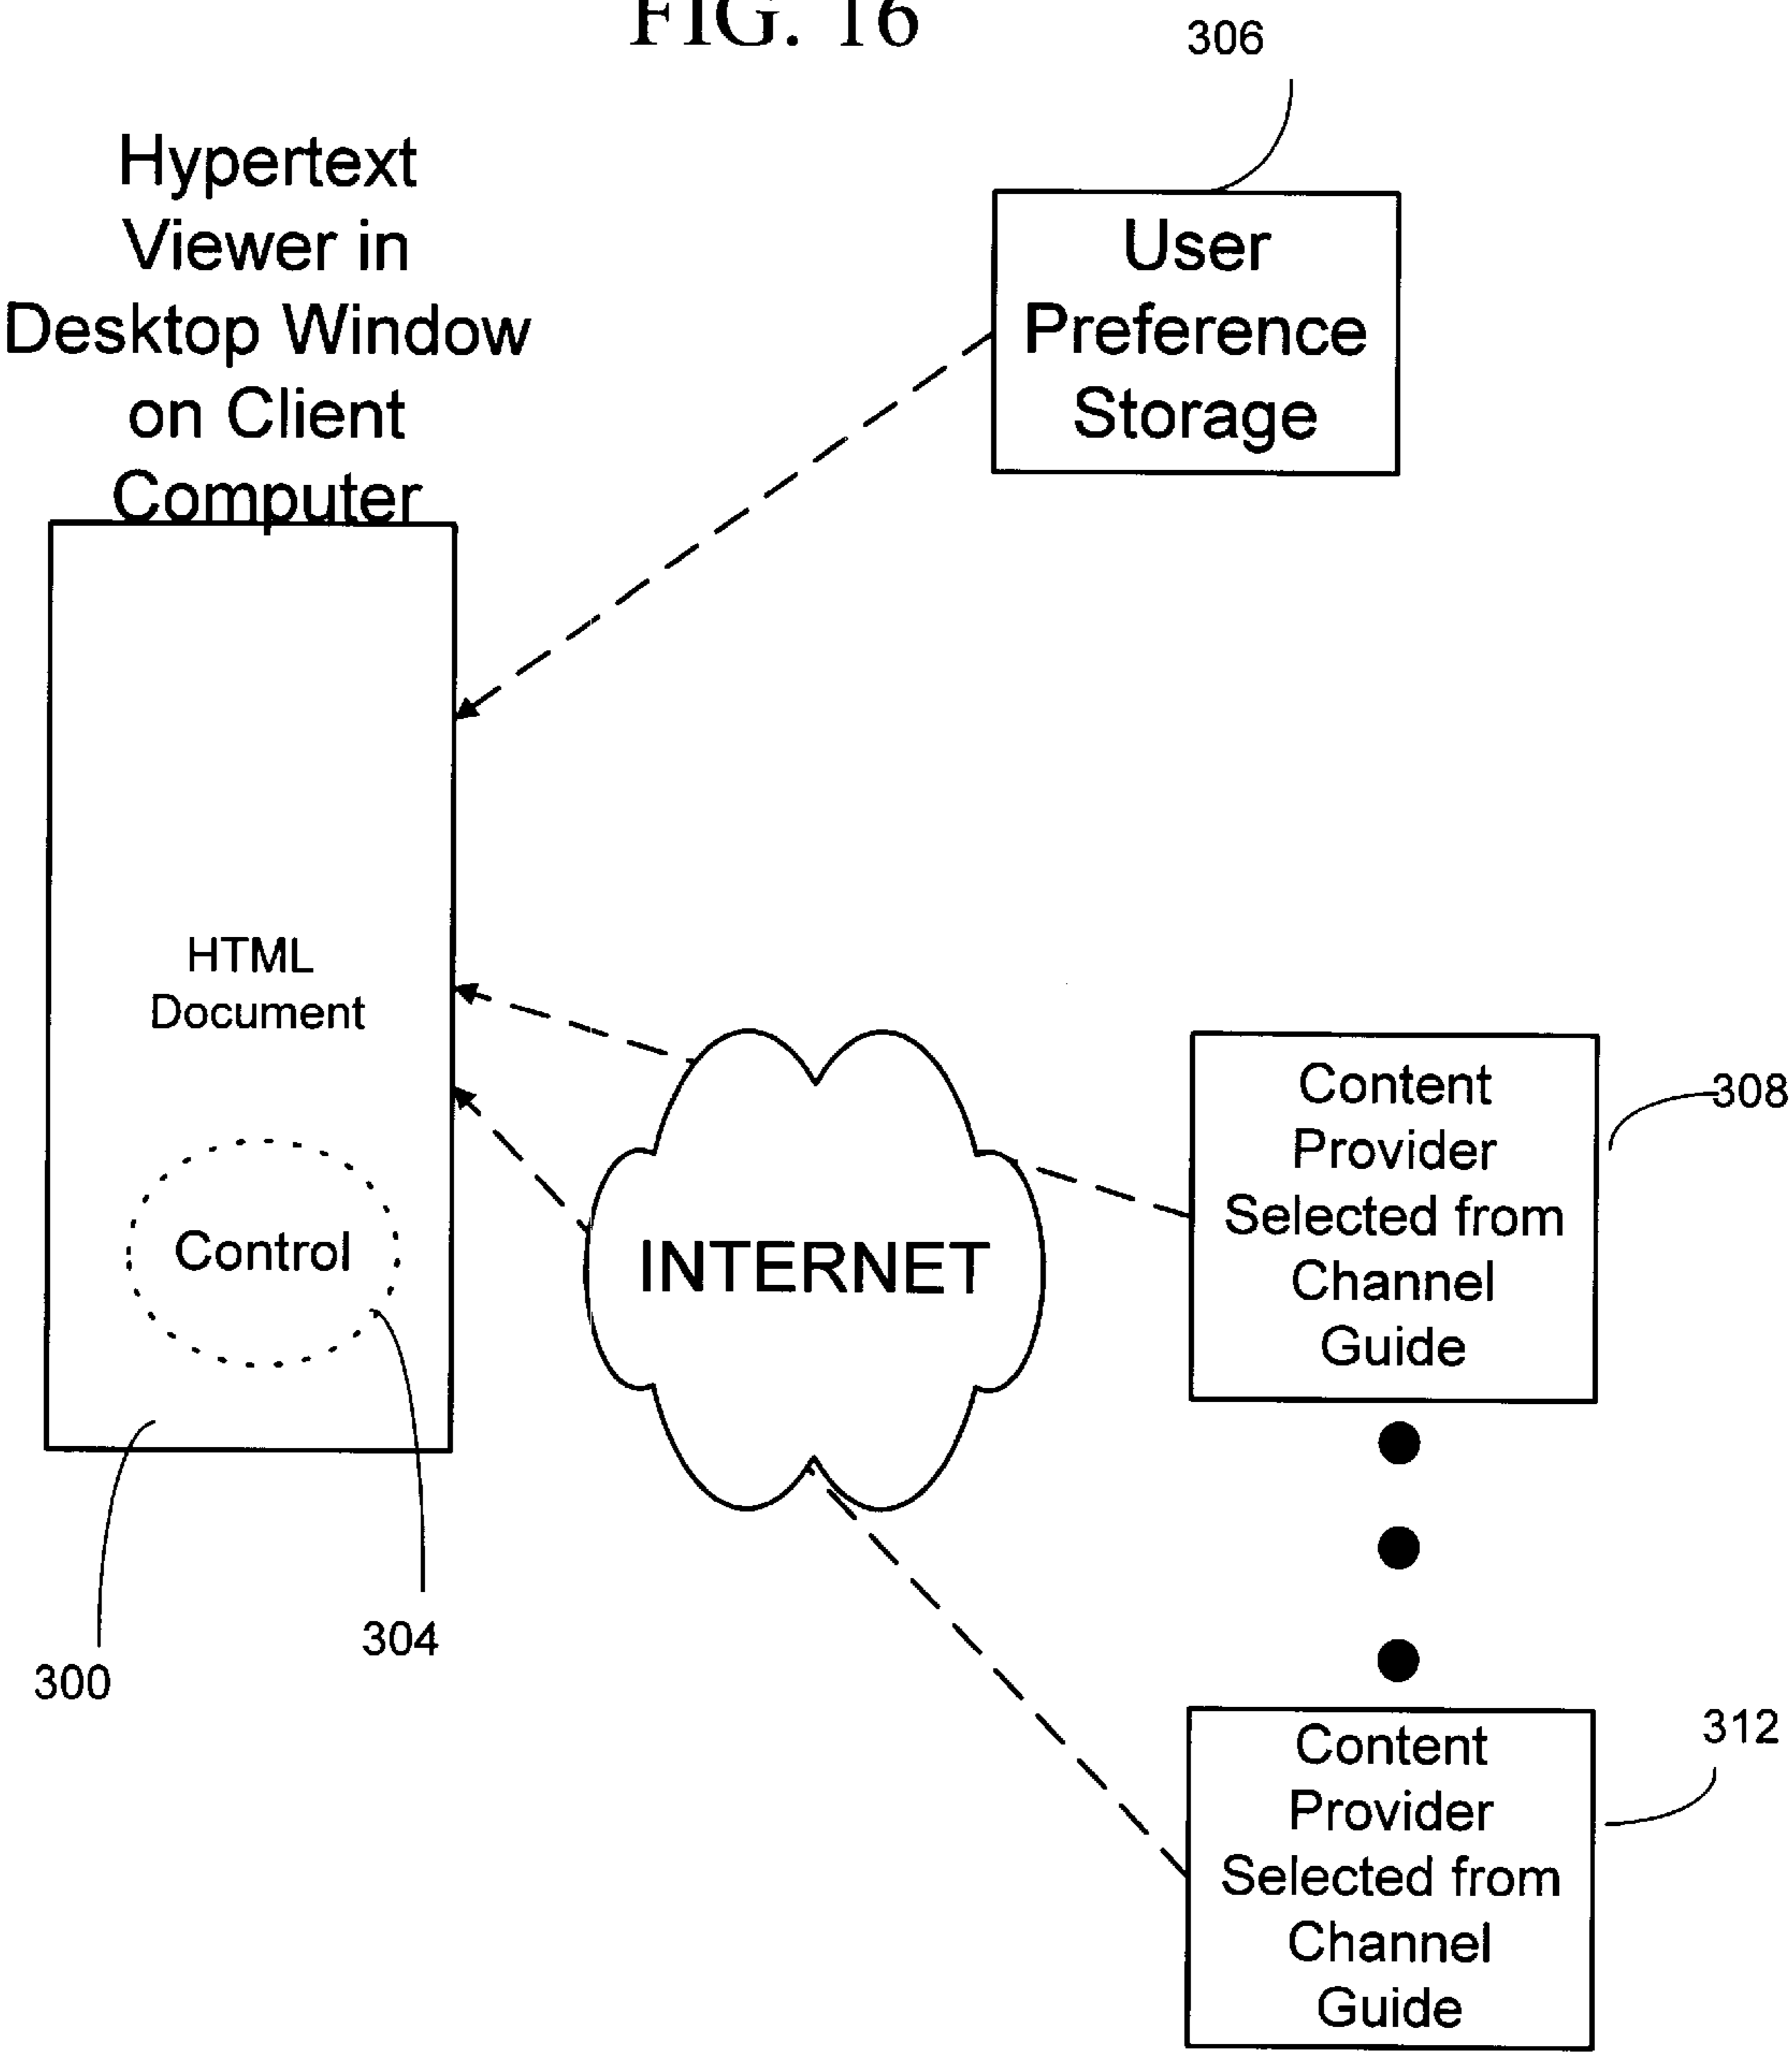 FIG. 16
306
Hypertext
Viewer in
Desktop Window
on Client
Computer
User
Preference
Storage
HTML
Document
Control
INTERNET
Content
Provider
Selected from
Channel
Guide
308
304
300
312
Content
Provider
Selected from
Channel
Guide